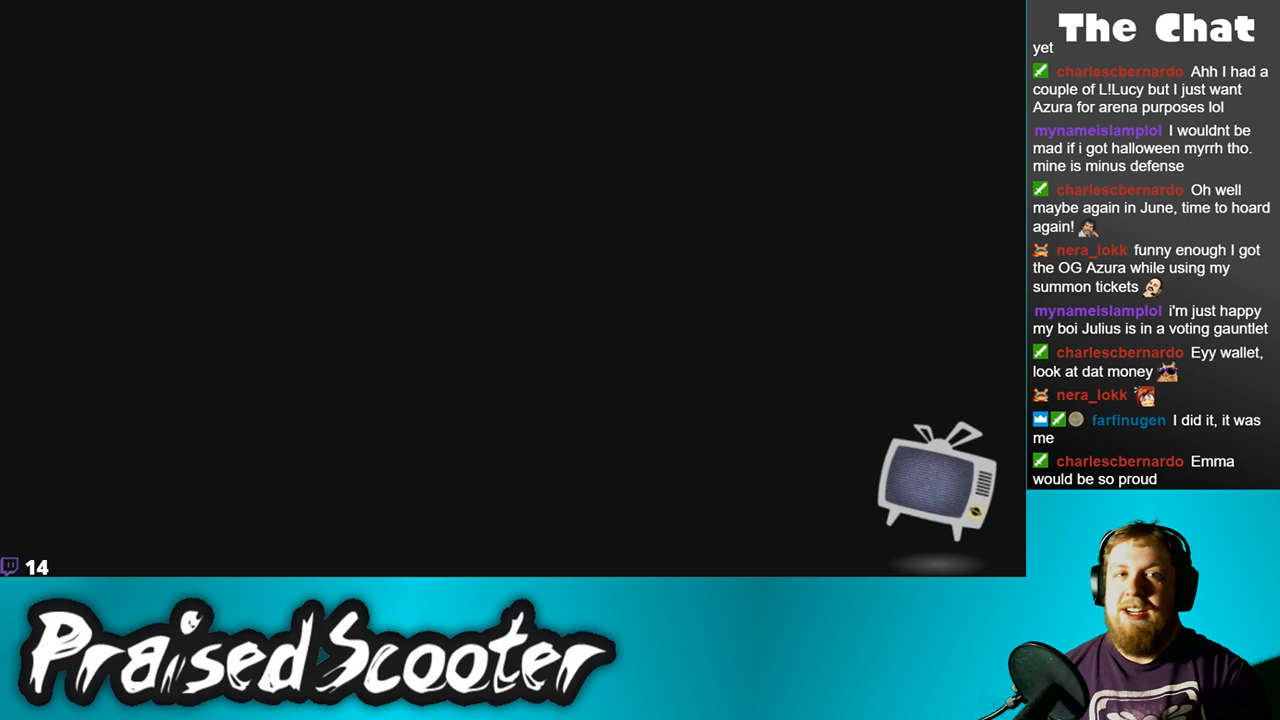 The Chat
yet
charlescbernardo Ahh I had a
couple of L!Lucy but I just want
Azura for arena purposes lol
mynameislamplol I wouldnt be
mad if i got halloween myrrh tho.
mine is minus defense
charlescbernardo Oh well
maybe again in June, time to hoard
again!
nera_lokk funny enough I got
the OG Azura while using my
summon tickets
mynameislamplol i'm just happy
my boi Julius is in a voting gauntlet
charlescbernardo Eyy wallet,
look at dat money
nera_lokk
farfinugen I did it, it was
me
charlescbernardo Emma
would be so proud
14
PraisedScooter